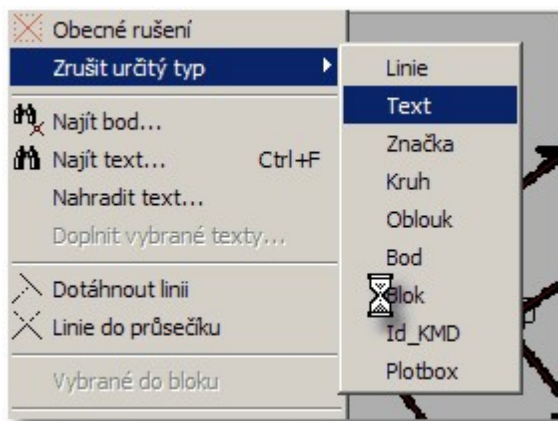 Obecné rušení
Zrušit určitý typ
Najít bod...
Najít text... Ctrl+F
Nahradit text...
Doplnit vybrané texty...
Dotáhnout linii
Linie do průsečíku
Vybrané do bloku
Linie
Text
Značka
Kruh
Oblouk
Bod
Blok
Id_KMD
Plotbox